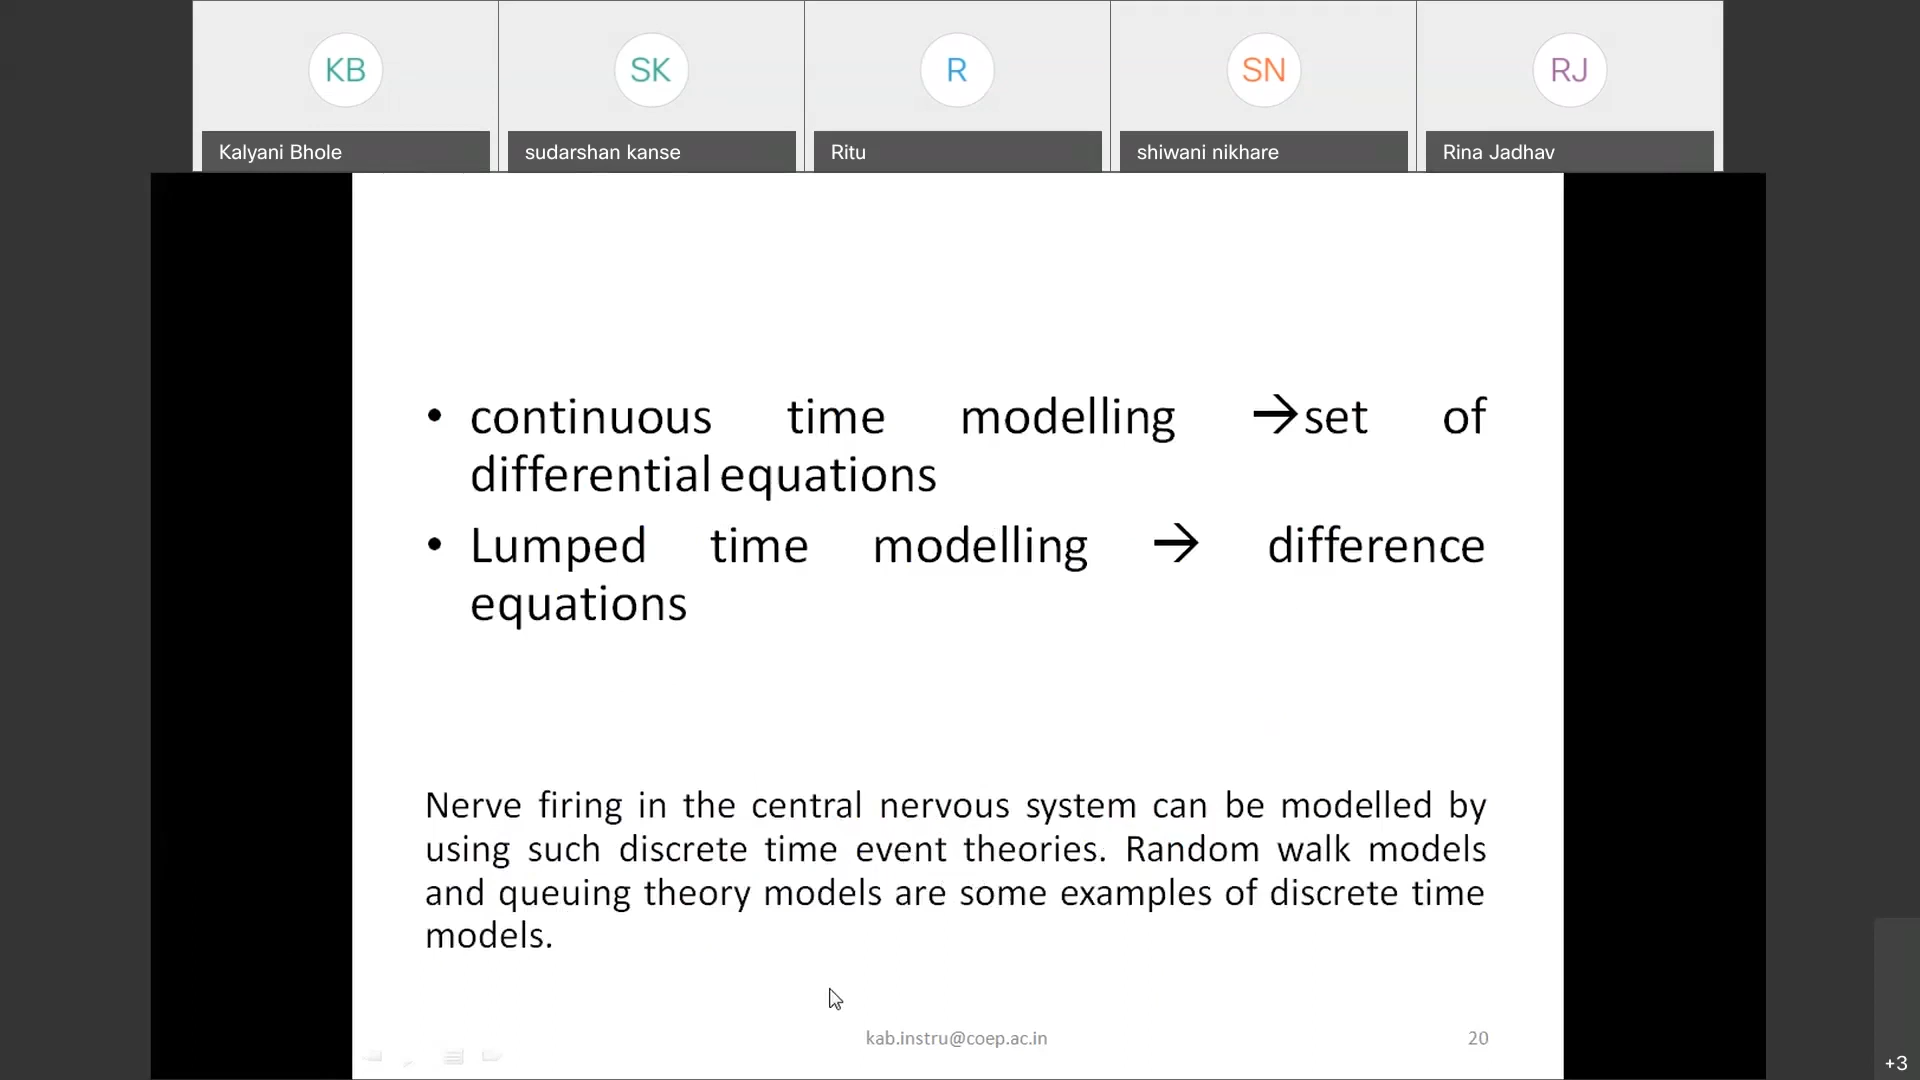 KB
SK
R
SN
RJ
Kalyani Bhole
sudarshan kanse
Ritu
shiwani nikhare
Rina Jadhav
• continuous time modelling →set of
differential equations
• Lumped time modelling → difference
equations
Nerve firing in the central nervous system can be modelled by
using such discrete time event theories. Random walk models
and queuing theory models are some examples of discrete time
models.
kab.instru@coep.ac.in
20
+3